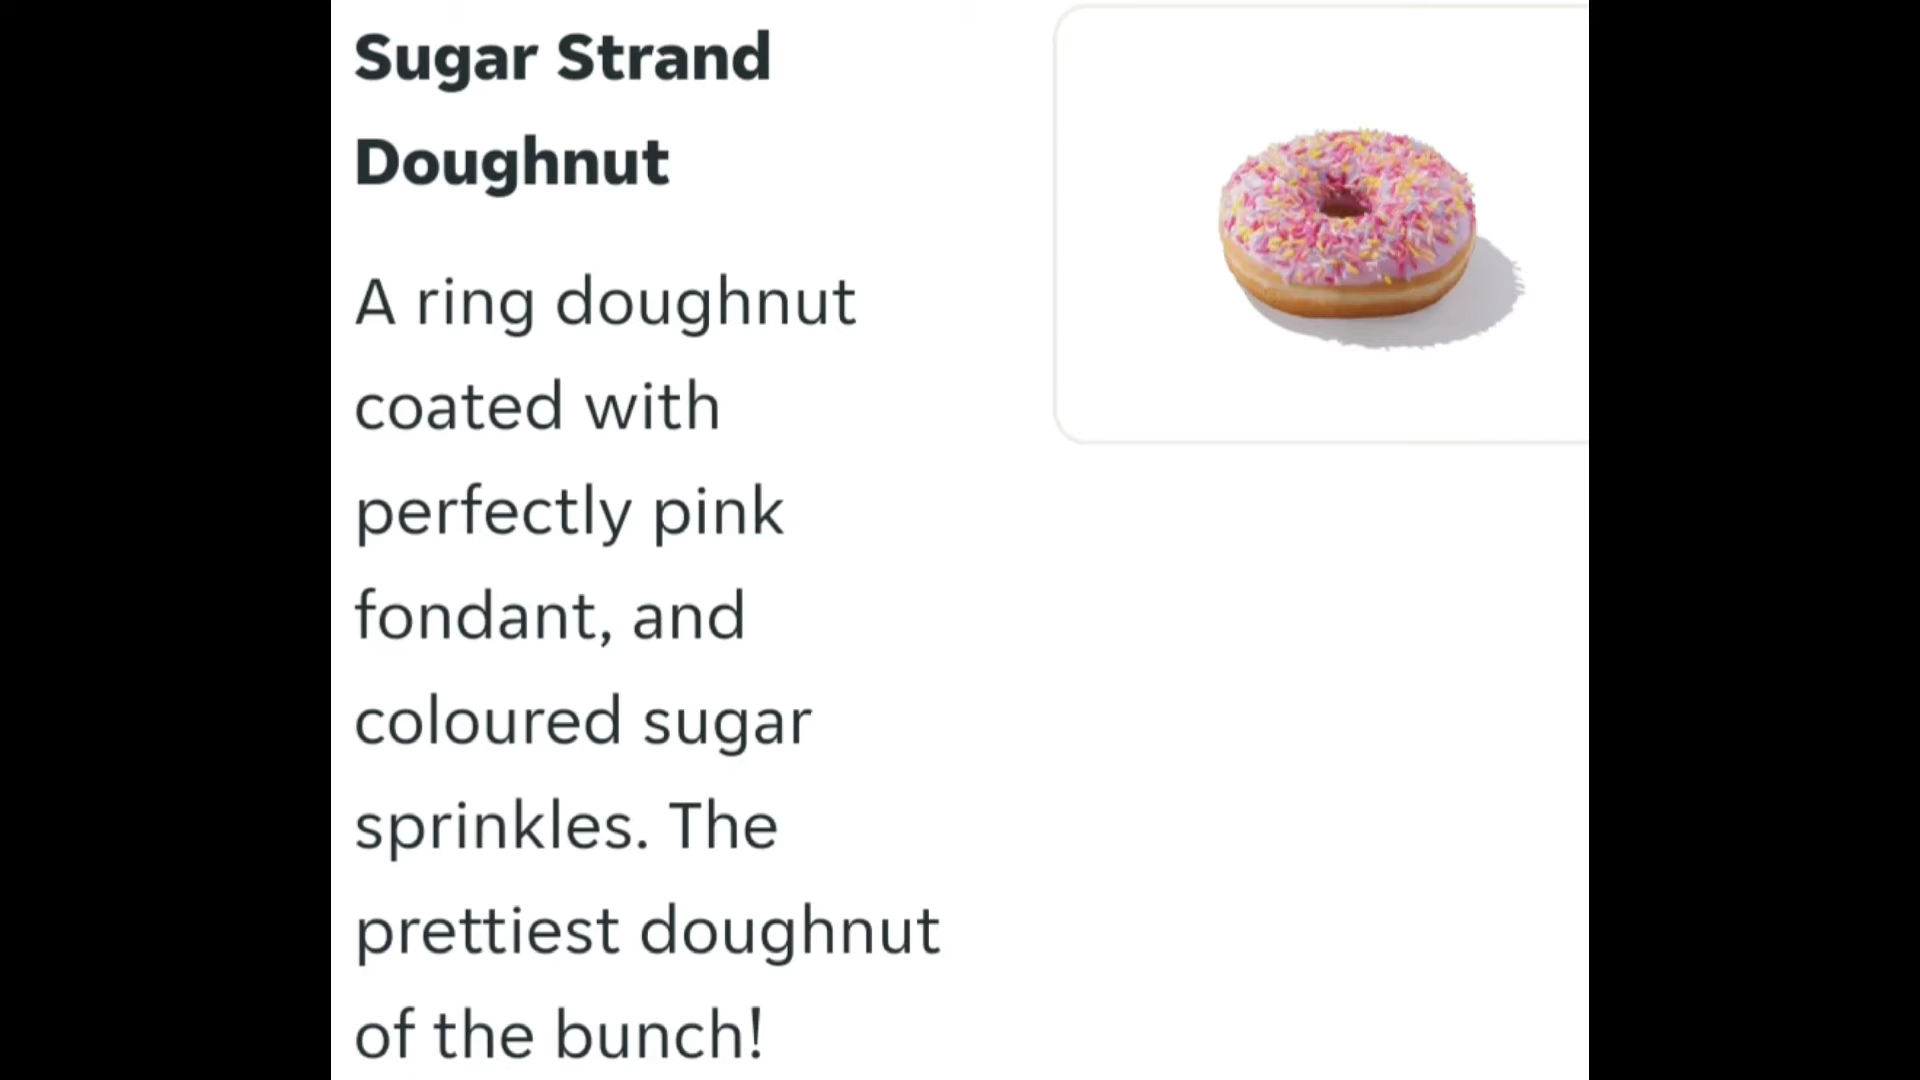 Sugar Strand
Doughnut
A ring doughnut
coated with
perfectly pink
fondant, and
coloured sugar
sprinkles. The
prettiest doughnut
of the bunch!